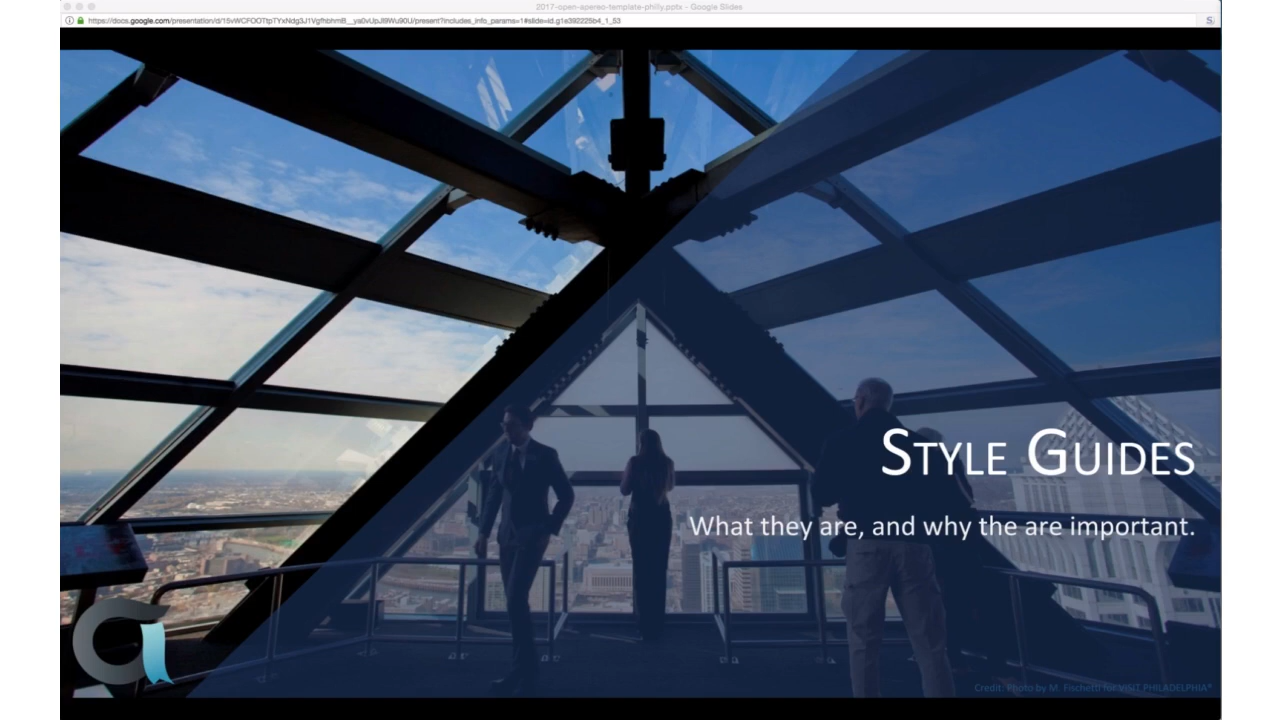 2017-open-apereo-template-philly.pptx - Google Slides
STYLE GUIDES
What they are, and why the are important.
Credit: Photo by M. Fischetti for VISIT PHILADELPHIA®